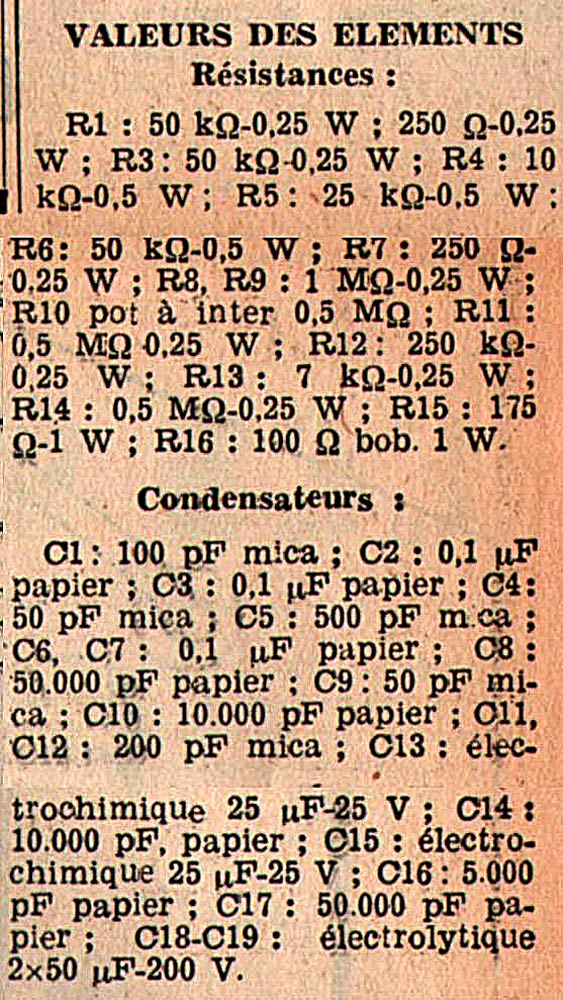 VALEURS DES ELEMENTS
Résistances :
R1 : 50 kΩ-0,25 W ; 250 Ω-0,25
W ; R3 : 50 kΩ-0,25 W ; R4 : 10
kΩ-0,5 W ; R5 : 25 kΩ-0,5 W :
R6: 50 kΩ-0,5 W ; R7 : 250 Ω-
0.25 W ; R8, R9 : 1 MΩ-0,25 W ;
R10 pot à inter 0,5 MΩ ; R11 :
0,5 MΩ 0,25 W ; R12 : 250 kΩ-
0,25 W ; R13 : 7 kΩ-0,25 W ;
R14 : 0,5 MΩ-0,25 W ; R15 : 175
Ω-1 W ; R16 : 100 Ω bob. 1 W.
Condensateurs :
C1 : 100 pF mica ; C2 : 0,1 µF
papier ; C3 : 0,1 µF papier ; C4 :
50 pF mica ; C5 : 500 pF m.ca ;
C6, C7 : 0,1 µF papier ; C8 :
50.000 pF papier ; C9 : 50 pF mi-
ca ; C10 : 10.000 pF papier ; C11,
C12 : 200 pF mica ; C13 : élec-
trochimique 25 µF-25 V ; C14 :
10.000 pF, papier ; C15 : électro-
chimique 25 µF-25 V ; C16 : 5.000
pF papier ; C17 : 50.000 pF pa-
pier ; C18-C19 : électrolytique
2×50 µF-200 V.